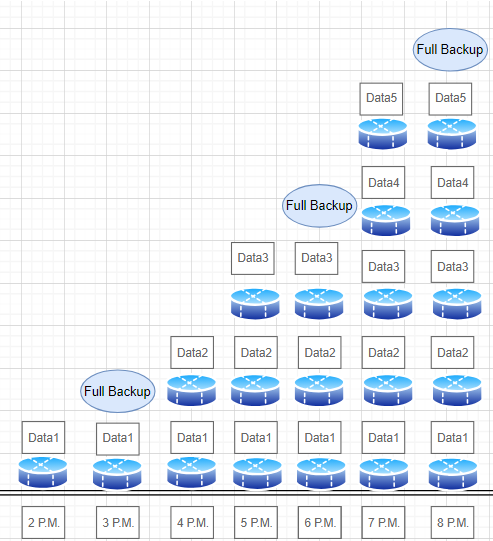 Full Backup
Data5 Data5
Data4 Data4
Full Backup
Data3 Data3 Data3 Data3
Data2 Data2 Data2 Data2 Data2
Full Backup
Data1 Data1 Data1 Data1 Data1 Data1 Data1
2 P.M. 3 P.M. 4 P.M. 5 P.M. 6 P.M. 7 P.M. 8 P.M.